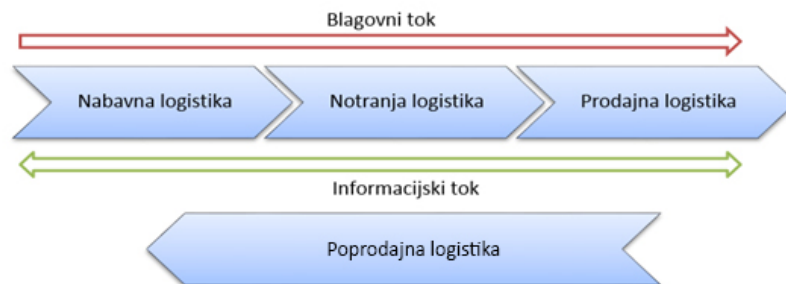 Blagovni tok
Nabavna logistika
Notranja logistika
Prodajna logistika
Informacijski tok
Poprodajna logistika